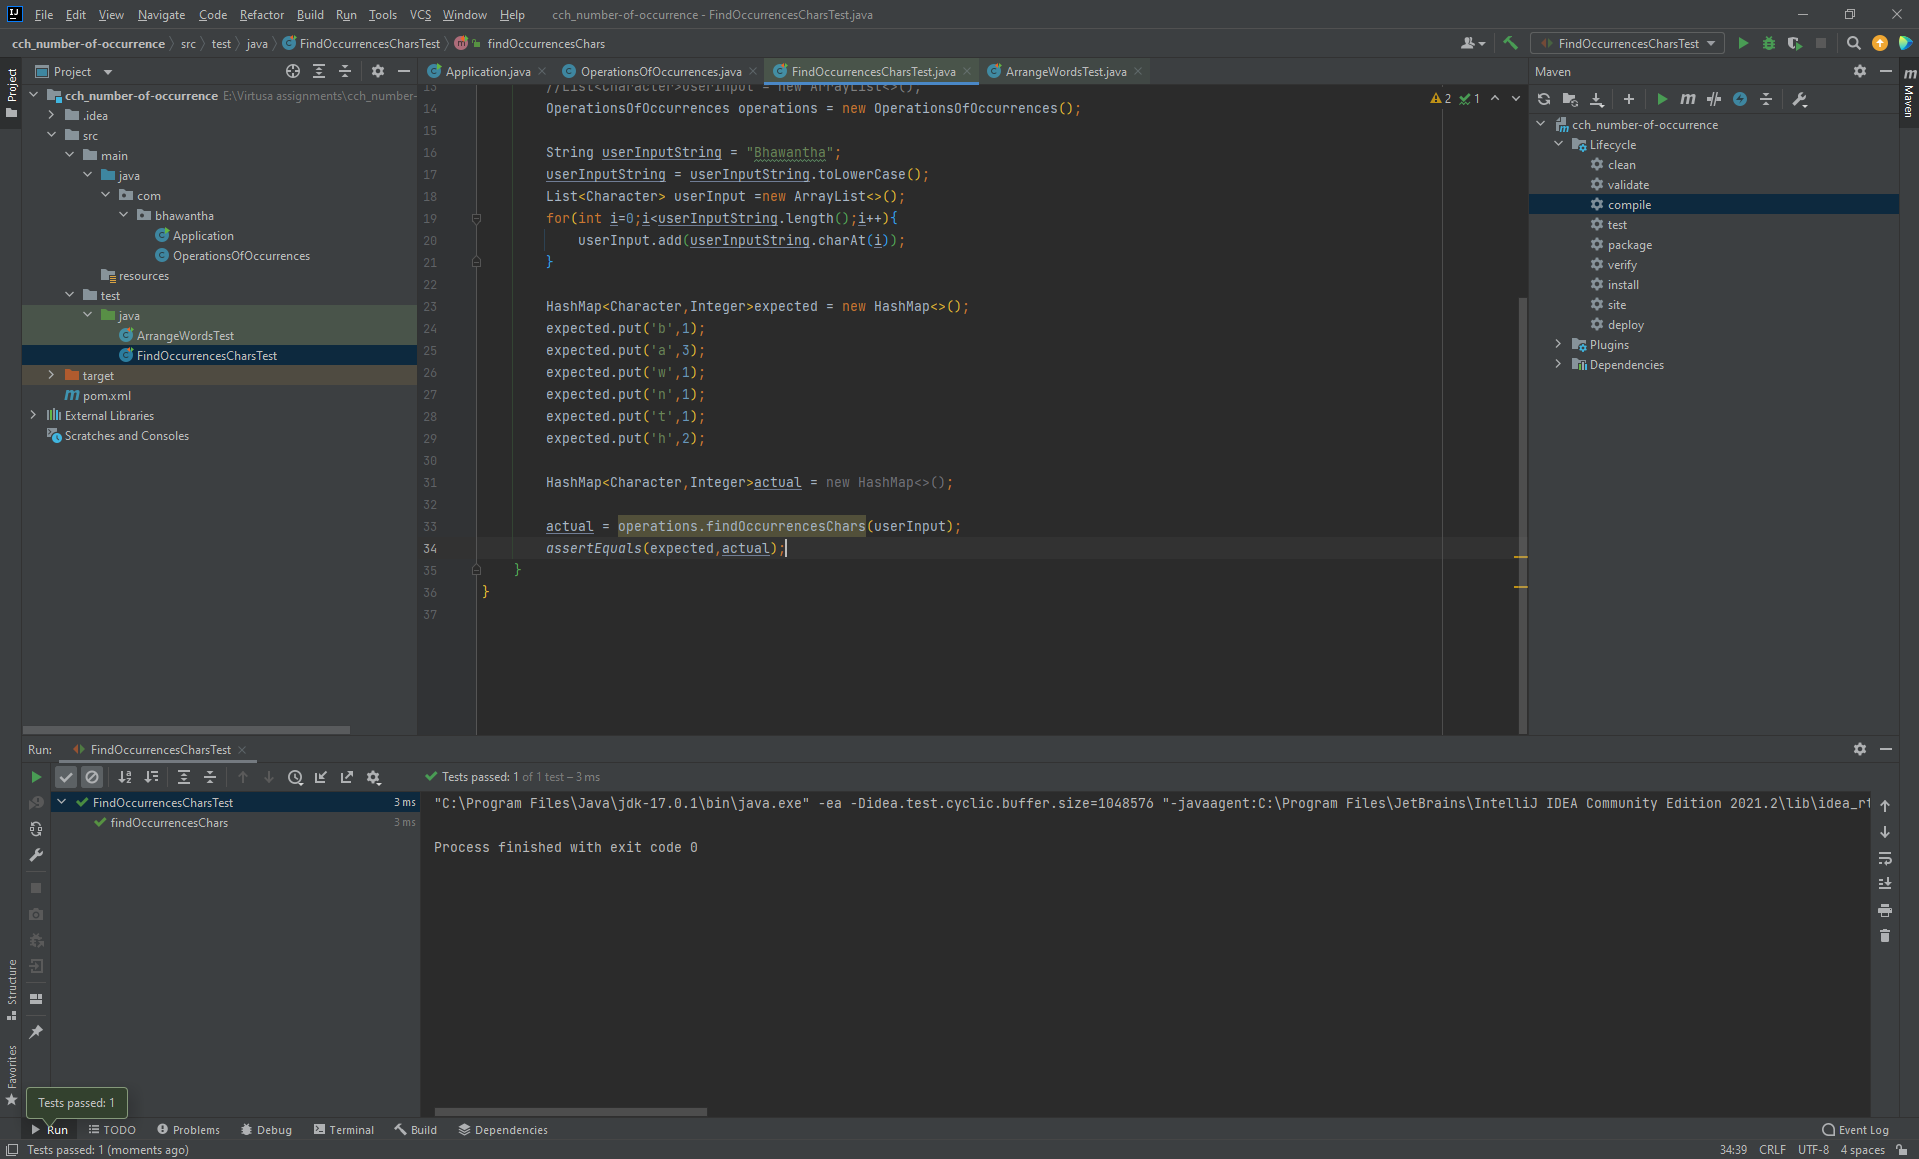 File Edit View Navigate Code Refactor Build Run Tools VCS Window Help cch_number-of-occurrence - FindOccurrencesCharsTest.java
cch_number-of-occurrence src test java FindOccurrencesCharsTest findOccurrencesChars FindOccurrencesCharsTest
Project
Application.java OperationsOfOccurrences.java FindOccurrencesCharsTest.java ArrangeWordsTest.java
Maven
Project
Maven
cch_number-of-occurrence E:\Virtusa assignments\cch_number-
.idea
src
main
java
com
bhawantha
Application
OperationsOfOccurrences
resources
test
java
ArrangeWordsTest
FindOccurrencesCharsTest
target
pom.xml
External Libraries
Scratches and Consoles
2 1
13 //List<Character>userInput = new ArrayList<>();
14 OperationsOfOccurrences operations = new OperationsOfOccurrences();
15
16 String userInputString = "Bhawantha";
17 userInputString = userInputString.toLowerCase();
18 List<Character> userInput =new ArrayList<>();
19 for(int i=0;i<userInputString.length();i++){
20 userInput.add(userInputString.charAt(i));
21 }
22
23 HashMap<Character,Integer>expected = new HashMap<>();
24 expected.put('b',1);
25 expected.put('a',3);
26 expected.put('w',1);
27 expected.put('n',1);
28 expected.put('t',1);
29 expected.put('h',2);
30
31 HashMap<Character,Integer>actual = new HashMap<>();
32
33 actual = operations.findOccurrencesChars(userInput);
34 assertEquals(expected,actual);
35 }
36 }
37
cch_number-of-occurrence
Lifecycle
clean
validate
compile
test
package
verify
install
site
deploy
Plugins
Dependencies
Run: FindOccurrencesCharsTest
Tests passed: 1 of 1 test – 3 ms
FindOccurrencesCharsTest 3 ms
findOccurrencesChars 3 ms
"C:\Program Files\Java\jdk-17.0.1\bin\java.exe" -ea -Didea.test.cyclic.buffer.size=1048576 "-javaagent:C:\Program Files\JetBrains\IntelliJ IDEA Community Edition 2021.2\lib\idea_rt
Process finished with exit code 0
Structure
Favorites
Tests passed: 1
Run TODO Problems Debug Terminal Build Dependencies Event Log
Tests passed: 1 (moments ago) 34:39 CRLF UTF-8 4 spaces